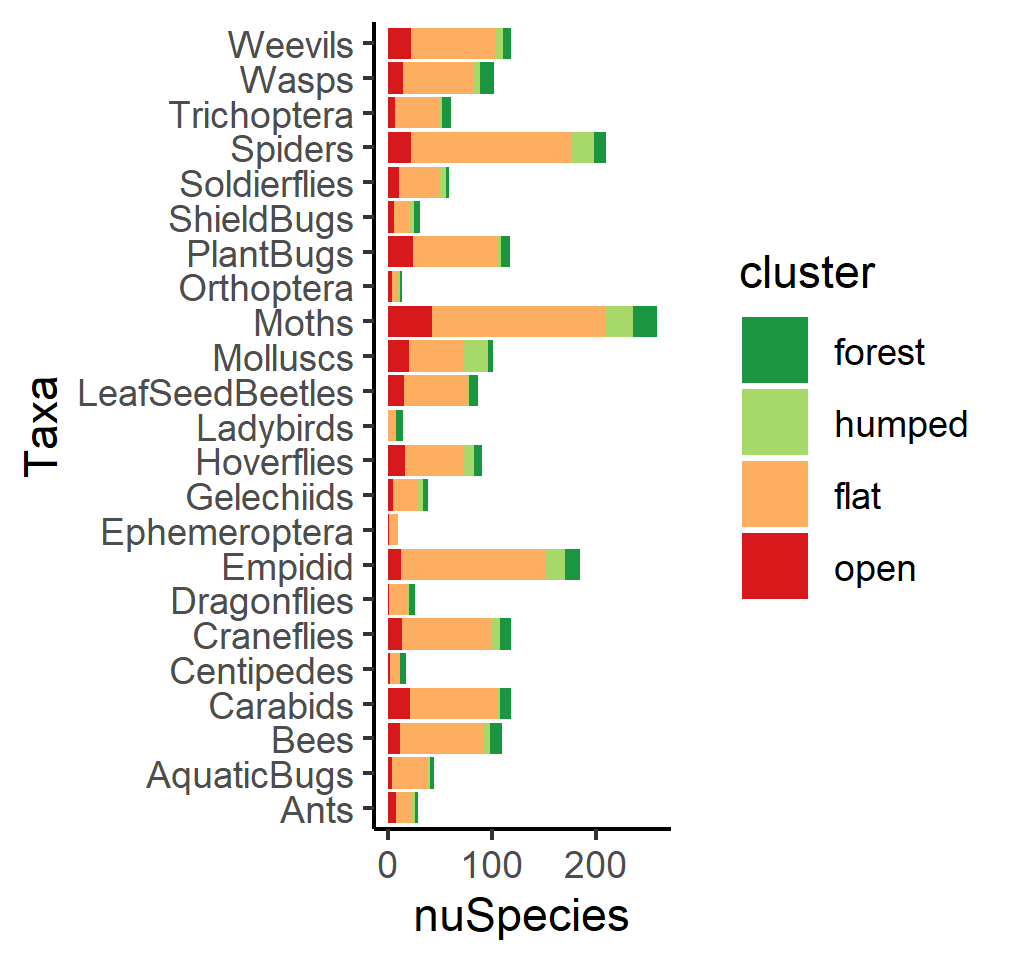 Weevils
Wasps
Trichoptera
Spiders
Soldierflies
ShieldBugs
PlantBugs
Orthoptera
Moths
Molluscs
LeafSeedBeetles
Ladybirds
Hoverflies
Gelechiids
Ephemeroptera
Empidid
Dragonflies
Craneflies
Centipedes
Carabids
Bees
AquaticBugs
Ants
Taxa
0 100 200
nuSpecies
cluster
forest
humped
flat
open